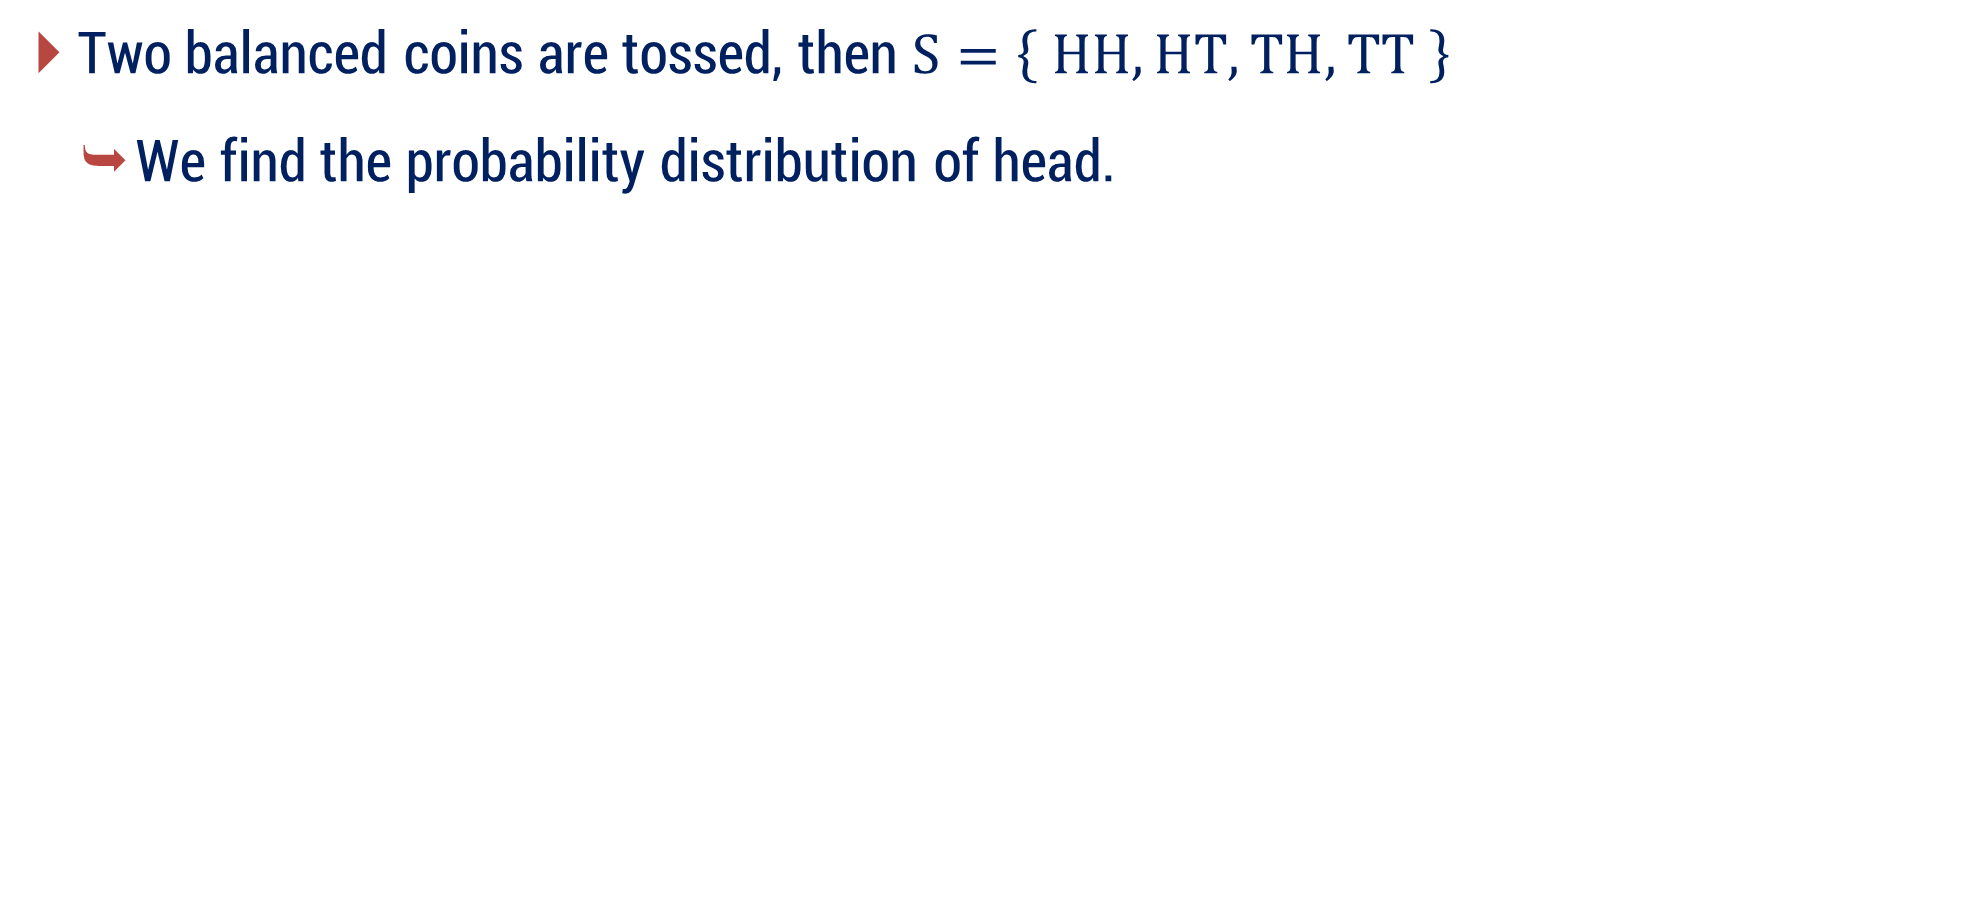 Two balanced coins are tossed, then S = { HH, HT, TH, TT }
We find the probability distribution of head.